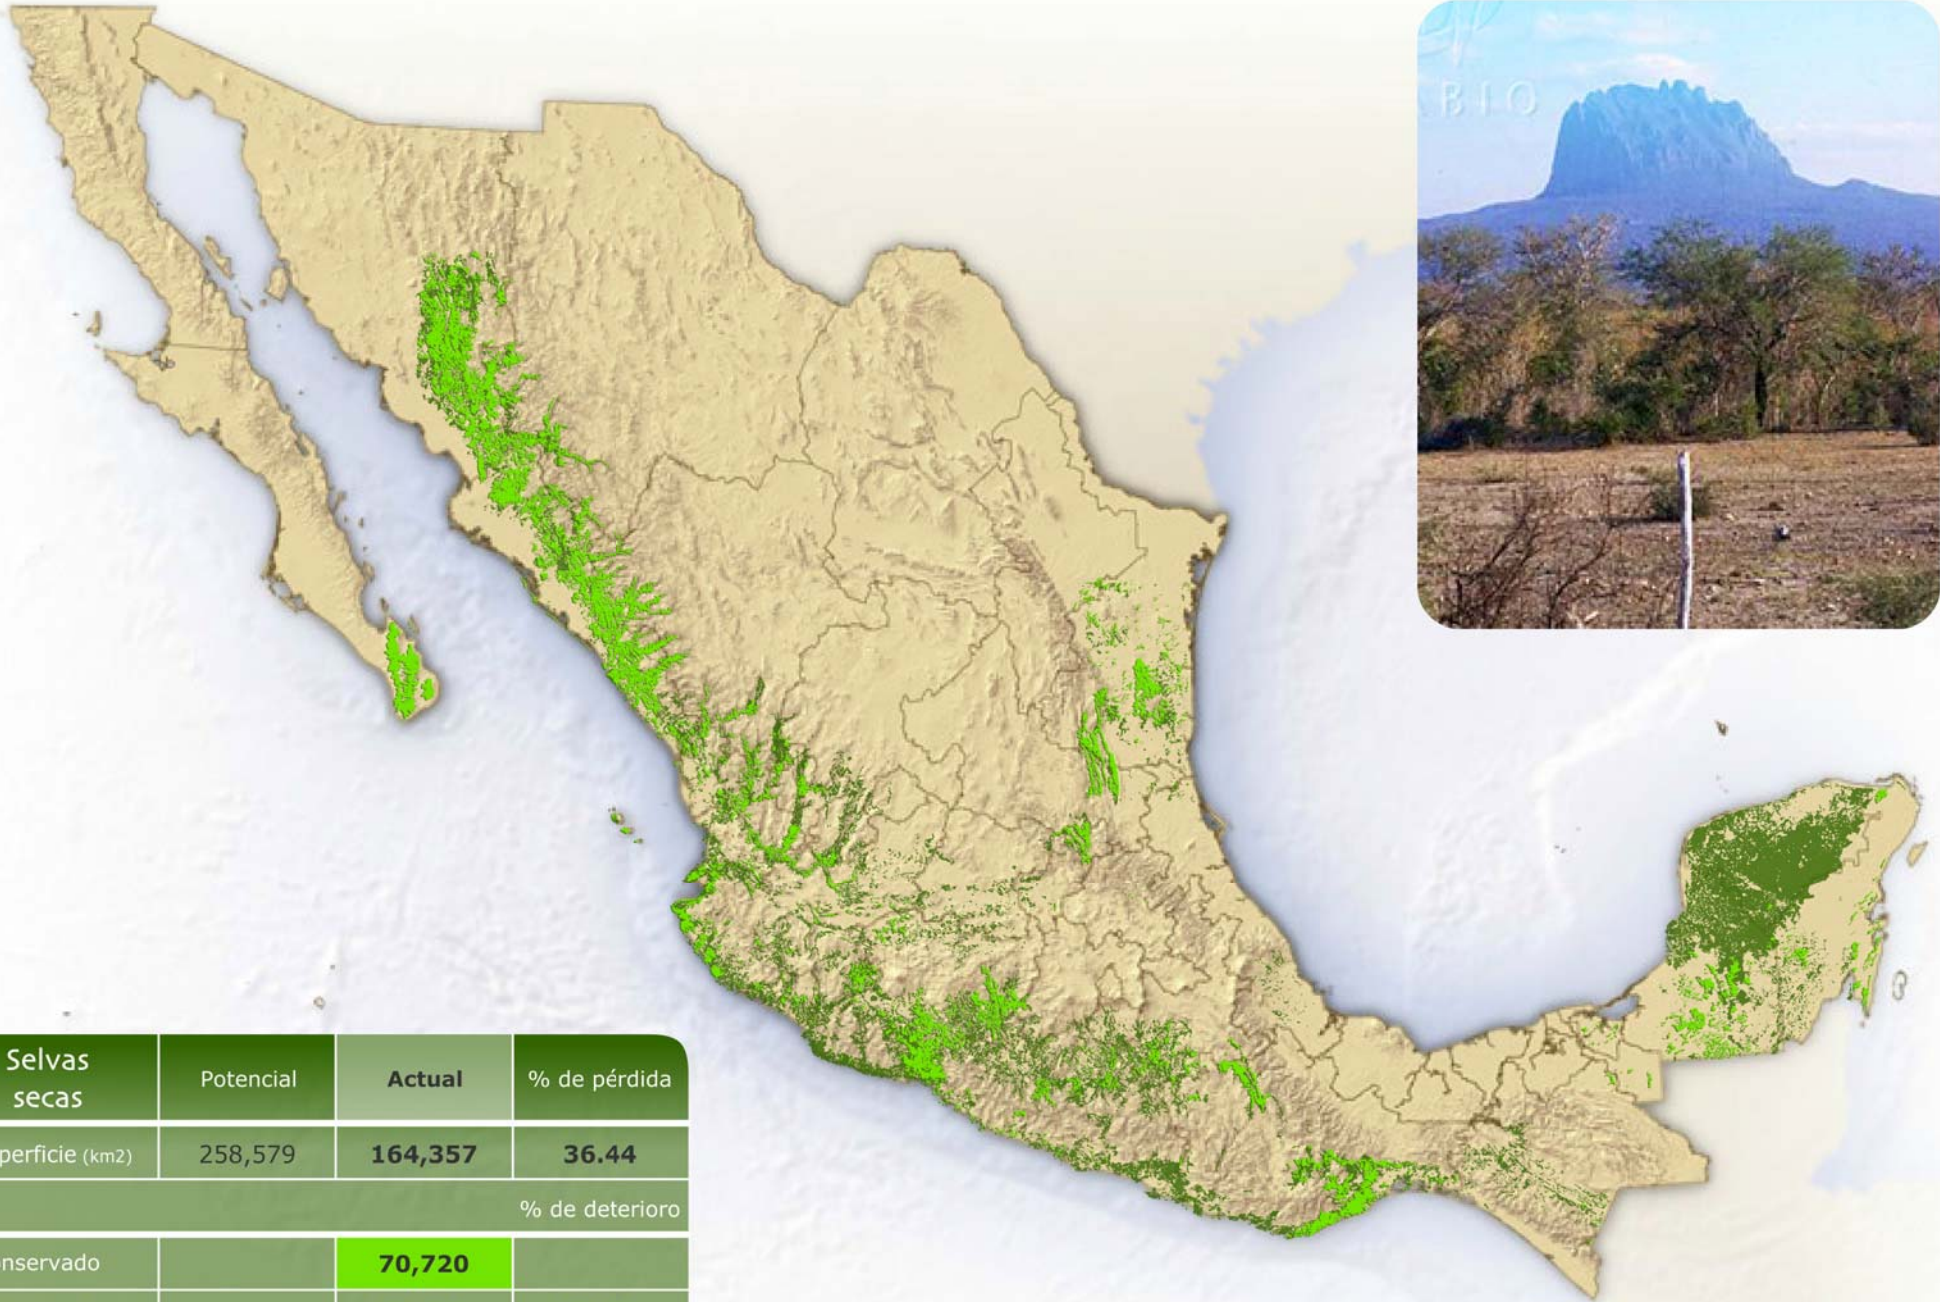 BIO
Selvas
secas
Potencial
Actual
% de pérdida
perficie (km2)
258,579
164,357
36.44
% de deterioro
nservado
70,720